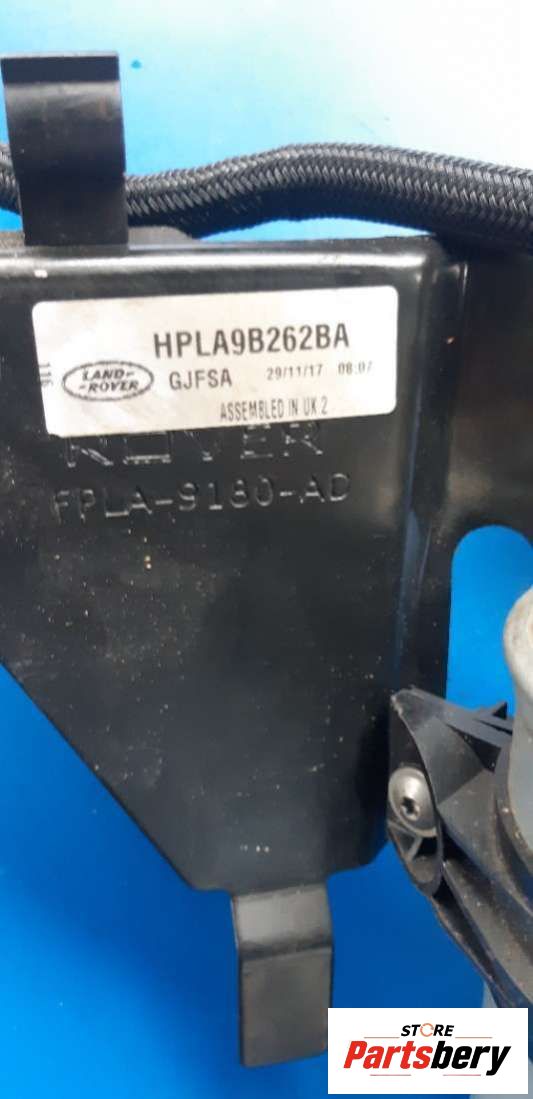 HPLA9B262BA
116
LAND-
-ROVER
GJFSA 29/11/17 08:07
ASSEMBLED IN UK 2
ROVER
FPLA-9180-AD
STORE
Partsbery